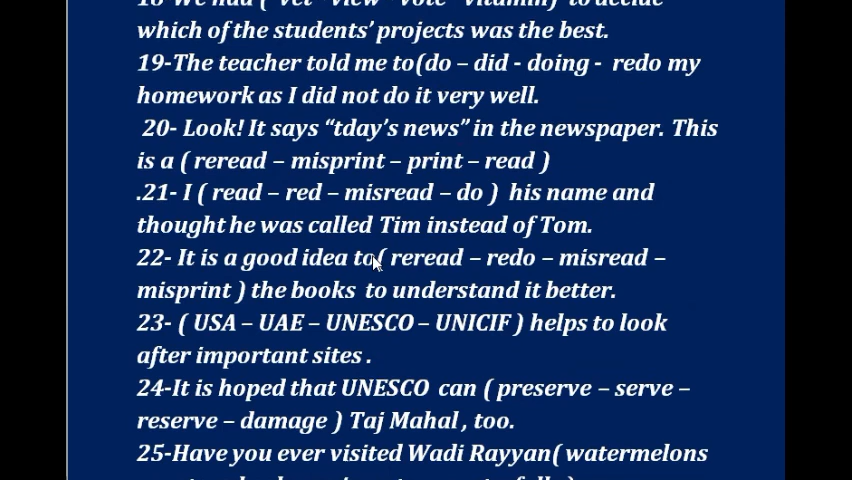 which of the students' projects was the best.
19-The teacher told me to(do – did - doing - redo my
homework as I did not do it very well.
20- Look! It says “tday's news” in the newspaper. This
is a ( reread – misprint – print – read )
.21- I ( read – red – misread – do ) his name and
thought he was called Tim instead of Tom.
22- It is a good idea to( reread – redo – misread –
misprint ) the books to understand it better.
23- ( USA – UAE – UNESCO – UNICIF ) helps to look
after important sites .
24-It is hoped that UNESCO can ( preserve – serve –
reserve – damage ) Taj Mahal , too.
25-Have you ever visited Wadi Rayyan( watermelons